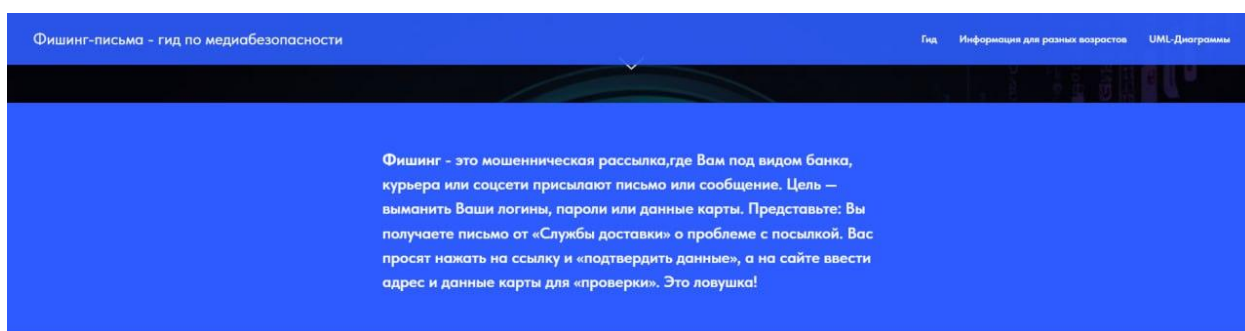 Фишинг-письма - гид по медиабезопасности
Гид Информация для разных возрастов UML-Диаграммы
Фишинг - это мошенническая рассылка,где Вам под видом банка,
курьера или соцсети присылают письмо или сообщение. Цель —
выманить Ваши логины, пароли или данные карты. Представьте: Вы
получаете письмо от «Службы доставки» о проблеме с посылкой. Вас
просят нажать на ссылку и «подтвердить данные», а на сайте ввести
адрес и данные карты для «проверки». Это ловушка!